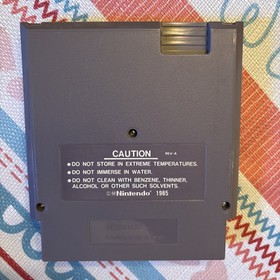 CAUTION
REV-A
● DO NOT STORE IN EXTREME TEMPERATURES.
● DO NOT IMMERSE IN WATER.
● DO NOT CLEAN WITH BENZENE, THINNER,
ALCOHOL OR OTHER SUCH SOLVENTS.
©®Nintendo 1985